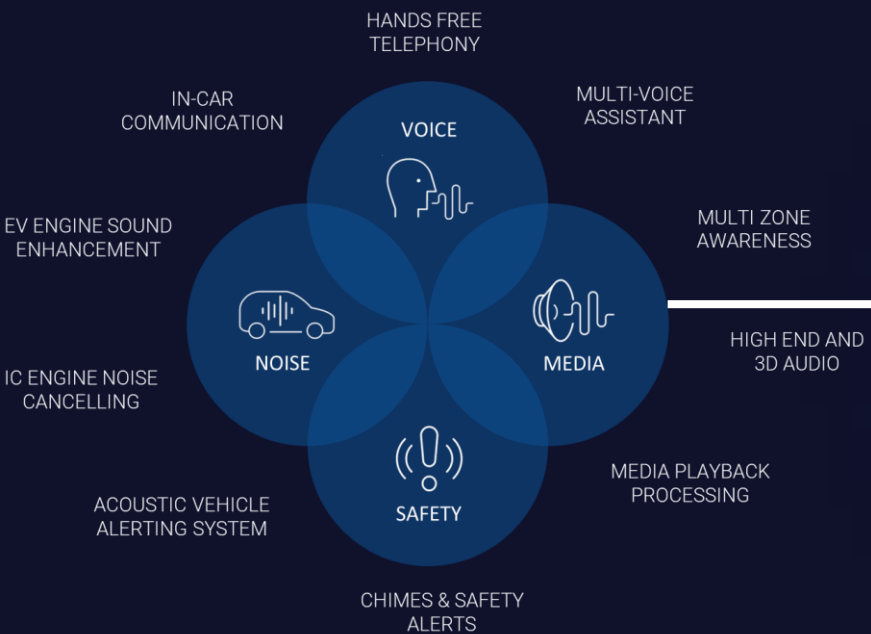 HANDS FREE
TELEPHONY
IN-CAR
COMMUNICATION
MULTI-VOICE
ASSISTANT
VOICE
EV ENGINE SOUND
ENHANCEMENT
MULTI ZONE
AWARENESS
NOISE
MEDIA
HIGH END AND
3D AUDIO
IC ENGINE NOISE
CANCELLING
MEDIA PLAYBACK
PROCESSING
ACOUSTIC VEHICLE
ALERTING SYSTEM
SAFETY
CHIMES & SAFETY
ALERTS